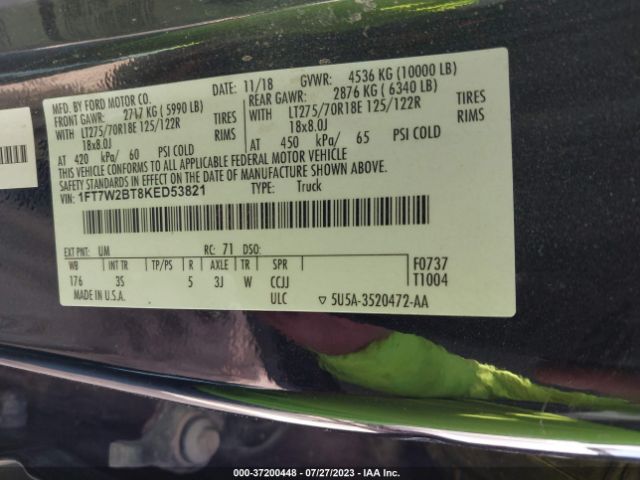 MFD. BY FORD MOTOR CO.
DATE: 11/18 GVWR: 4536 KG (10000 LB)
FRONT GAWR: 2717 KG (5990 LB)
REAR GAWR: 2876 KG (6340 LB)
WITH LT275/70R18E 125/122R TIRES
WITH LT275/70R18E 125/122R TIRES
18x8.0J RIMS
18x8.0J RIMS
AT 420 kPa/ 60 PSI COLD
AT 450 kPa/ 65 PSI COLD
THIS VEHICLE CONFORMS TO ALL APPLICABLE FEDERAL MOTOR VEHICLE
SAFETY STANDARDS IN EFFECT ON THE DATE OF MANUFACTURE SHOWN ABOVE.
VIN: 1FT7W2BT8KED53821 TYPE: Truck
EXT PNT: UM RC: 71 DSO:
WB INT TR TP/PS R AXLE TR SPR F0737
176 3S 5 3J W CCJJ T1004
MADE IN U.S.A. ULC ▽ 5U5A-3520472-AA
000-37200448 - 07/27/2023 - IAA Inc.